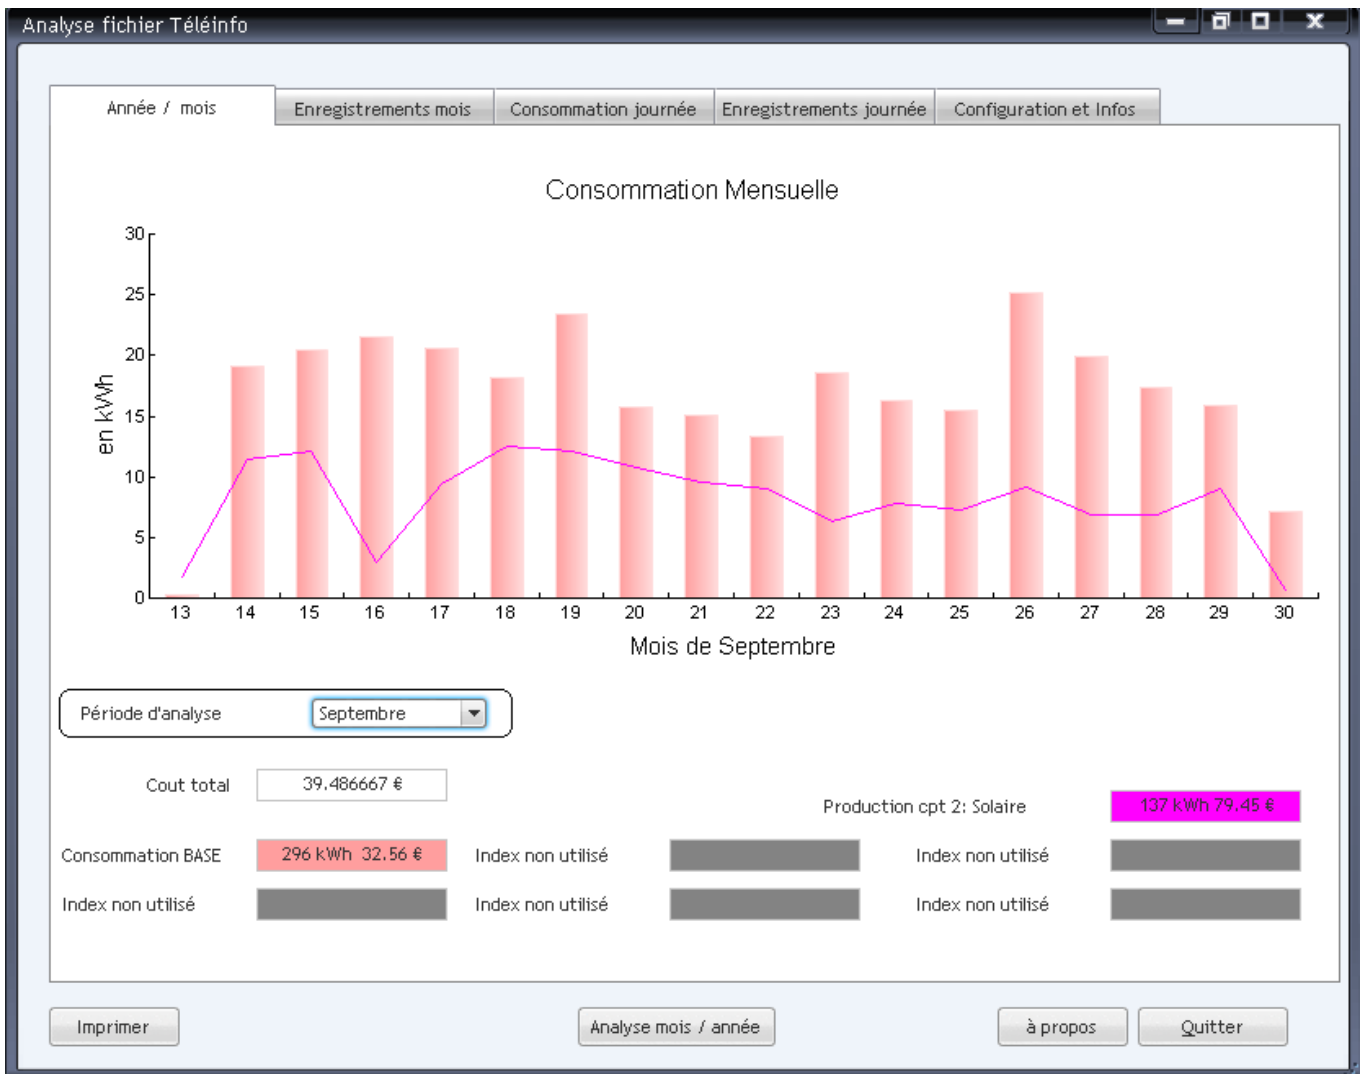 Analyse fichier Téléinfo
Année / mois
Enregistrements mois
Consommation journée
Enregistrements journée
Configuration et Infos
Consommation Mensuelle
30
25
20
15
10
5
0
en kWh
13 14 15 16 17 18 19 20 21 22 23 24 25 26 27 28 29 30
Mois de Septembre
Période d'analyse Septembre
Cout total 39.486667 €
Production cpt 2: Solaire 137 kWh 79.45 €
Consommation BASE 296 kWh 32.56 € Index non utilisé Index non utilisé
Index non utilisé Index non utilisé Index non utilisé
Imprimer Analyse mois / année à propos Quitter